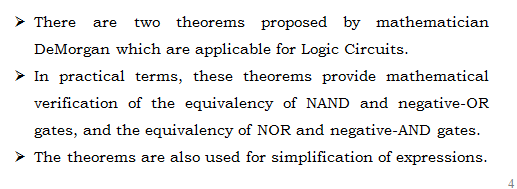 ➤ There are two theorems proposed by mathematician
DeMorgan which are applicable for Logic Circuits.
➤ In practical terms, these theorems provide mathematical
verification of the equivalency of NAND and negative-OR
gates, and the equivalency of NOR and negative-AND gates.
➤ The theorems are also used for simplification of expressions.
4